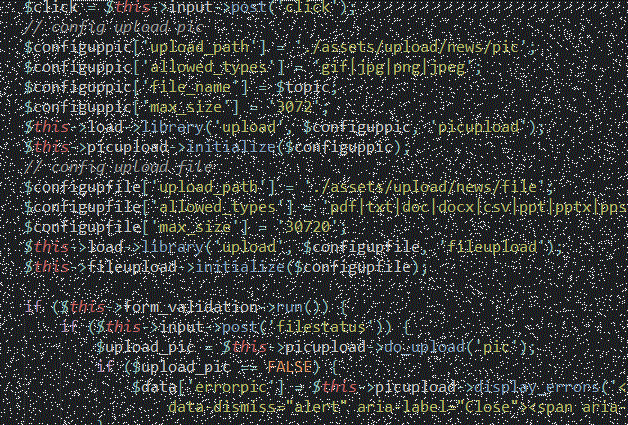 $click = $this->input->post('click');
// config upload pic
$configuppic['upload_path'] = './assets/upload/news/pic';
$configuppic['allowed_types'] = 'gif|jpg|png|jpeg';
$configuppic['file_name'] = $topic;
$configuppic['max_size'] = '3072';
$this->load->library('upload', $configuppic, 'picupload');
$this->picupload->initialize($configuppic);
// config upload file
$configupfile['upload_path'] = './assets/upload/news/file';
$configupfile['allowed_types'] = 'pdf|txt|doc|docx|csv|ppt|pptx|pps
$configupfile['max_size'] = '30720';
$this->load->library('upload', $configupfile, 'fileupload');
$this->fileupload->initialize($configupfile);
if ($this->form_validation->run()) {
if ($this->input->post('filestatus')) {
$upload_pic = $this->picupload->do_upload('pic');
if ($upload_pic == FALSE) {
$data['errorpic'] = $this->picupload->display_errors('<
data-dismiss="alert" aria-label="Close"><span aria-